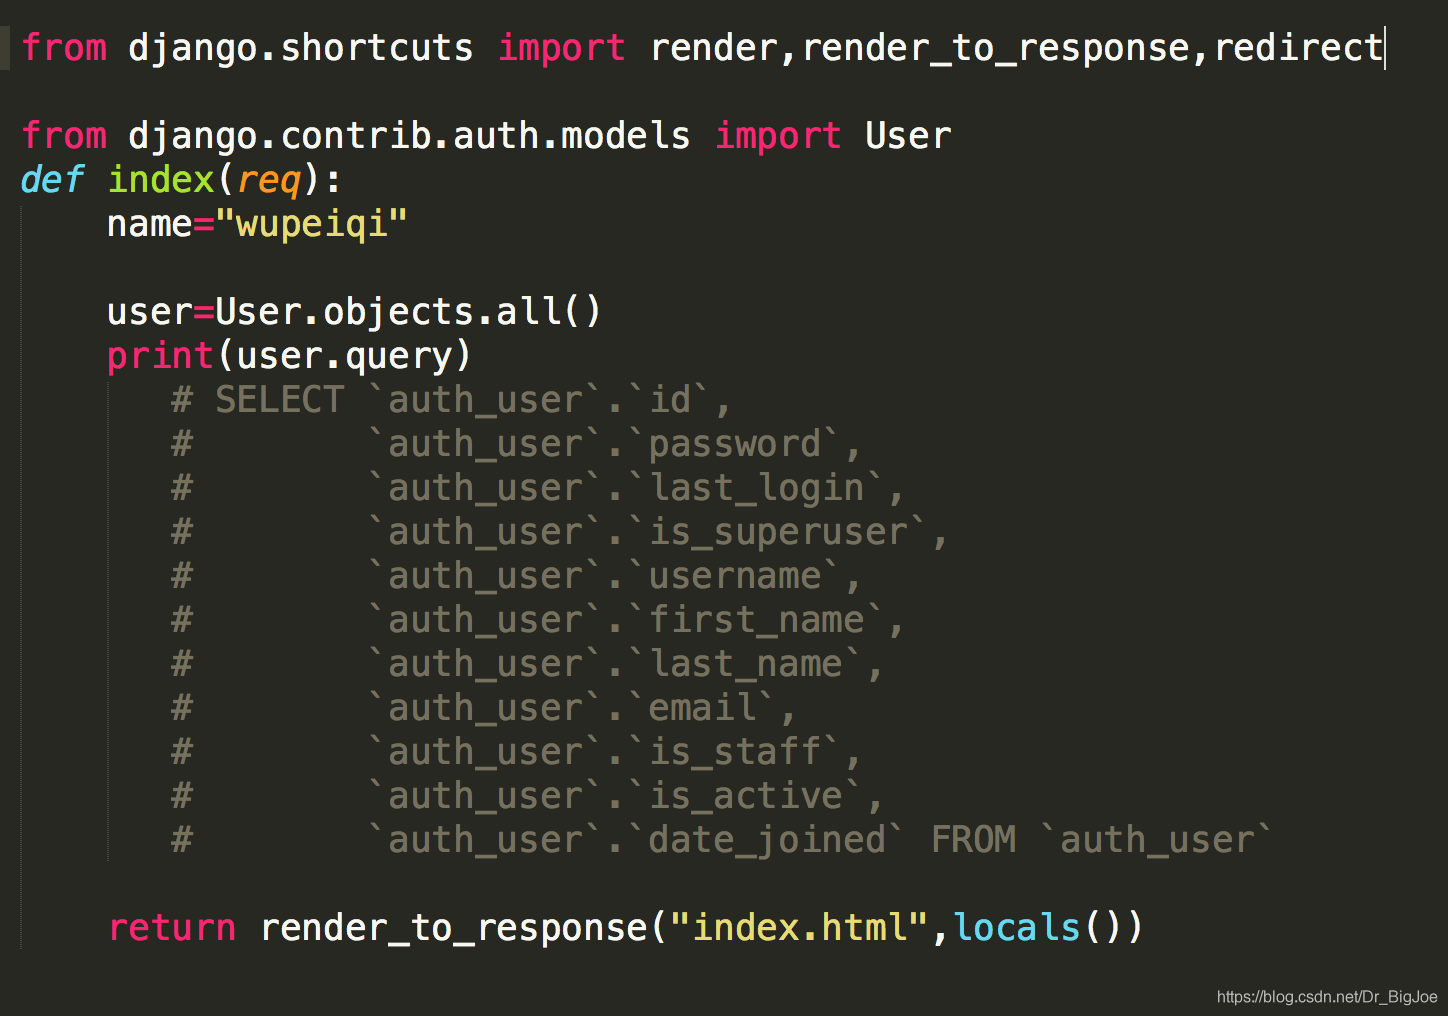 from django.shortcuts import render,render_to_response,redirect
from django.contrib.auth.models import User
def index(req):
name="wupeiqi"
user=User.objects.all()
print(user.query)
# SELECT `auth_user`.`id`,
# `auth_user`.`password`,
# `auth_user`.`last_login`,
# `auth_user`.`is_superuser`,
# `auth_user`.`username`,
# `auth_user`.`first_name`,
# `auth_user`.`last_name`,
# `auth_user`.`email`,
# `auth_user`.`is_staff`,
# `auth_user`.`is_active`,
# `auth_user`.`date_joined` FROM `auth_user`
return render_to_response("index.html",locals())
https://blog.csdn.net/Dr_BigJoe